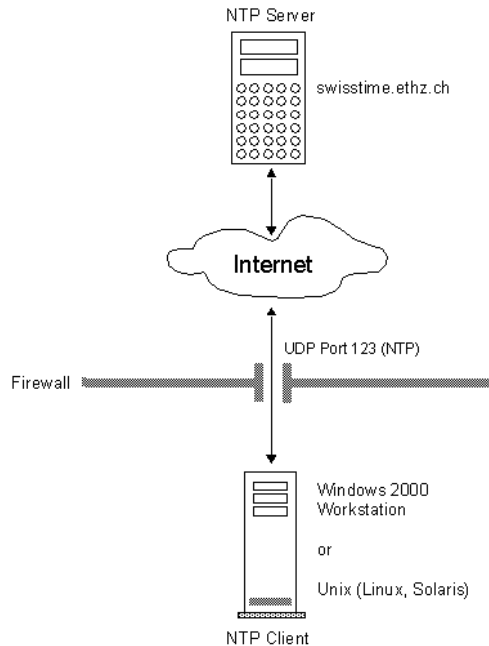 NTP Server
swisstime.ethz.ch
Internet
UDP Port 123 (NTP)
Firewall
Windows 2000
Workstation
or
Unix (Linux, Solaris)
NTP Client